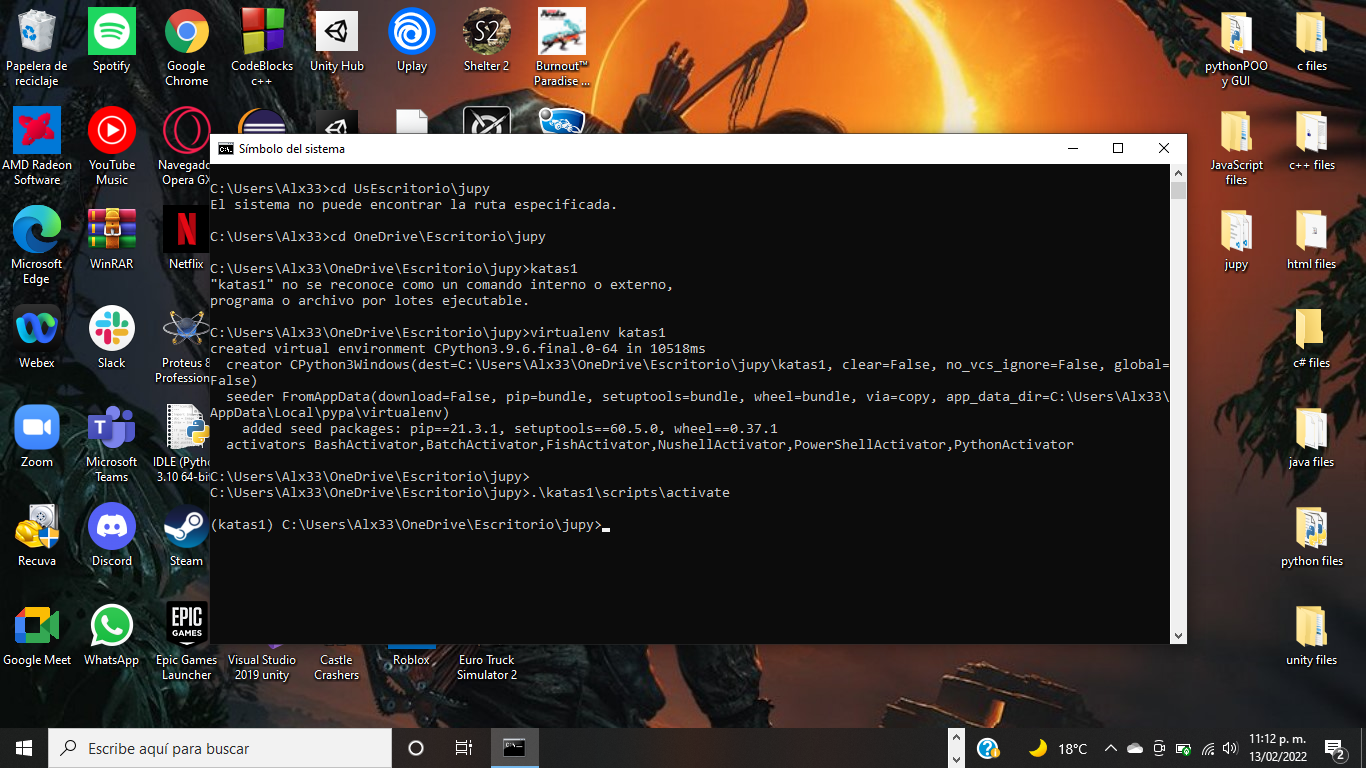 Papelera de
reciclaje
Spotify
Google
Chrome
CodeBlocks
c++
Unity Hub
Uplay
S2
Shelter 2
Burnout™
Paradise ...
pythonPOO
y GUI
c files
AMD Radeon
Software
YouTube
Music
Navegado
Opera GX
JavaScript
files
c++ files
Microsoft
Edge
WinRAR
N
Netflix
jupy
html files
Webex
Slack
Proteus 8
Profession
c# files
Zoom
Microsoft
Teams
IDLE (Pytho
3.10 64-bit
java files
Recuva
Discord
Steam
python files
Google Meet
WhatsApp
EPIC
GAMES
Epic Games
Launcher
Visual Studio
2019 unity
Castle
Crashers
Roblox
Euro Truck
Simulator 2
unity files
C:\.
Símbolo del sistema
C:\Users\Alx33>cd UsEscritorio\jupy
El sistema no puede encontrar la ruta especificada.
C:\Users\Alx33>cd OneDrive\Escritorio\jupy
C:\Users\Alx33\OneDrive\Escritorio\jupy>katas1
"katas1" no se reconoce como un comando interno o externo,
programa o archivo por lotes ejecutable.
C:\Users\Alx33\OneDrive\Escritorio\jupy>virtualenv katas1
created virtual environment CPython3.9.6.final.0-64 in 10518ms
creator CPython3Windows(dest=C:\Users\Alx33\OneDrive\Escritorio\jupy\katas1, clear=False, no_vcs_ignore=False, global=
False)
seeder FromAppData(download=False, pip=bundle, setuptools=bundle, wheel=bundle, via=copy, app_data_dir=C:\Users\Alx33\
AppData\Local\pypa\virtualenv)
added seed packages: pip==21.3.1, setuptools==60.5.0, wheel==0.37.1
activators BashActivator,BatchActivator,FishActivator,NushellActivator,PowerShellActivator,PythonActivator
C:\Users\Alx33\OneDrive\Escritorio\jupy>
C:\Users\Alx33\OneDrive\Escritorio\jupy>.\katas1\scripts\activate
(katas1) C:\Users\Alx33\OneDrive\Escritorio\jupy>
Escribe aquí para buscar
18°C
11:12 p. m.
13/02/2022
2